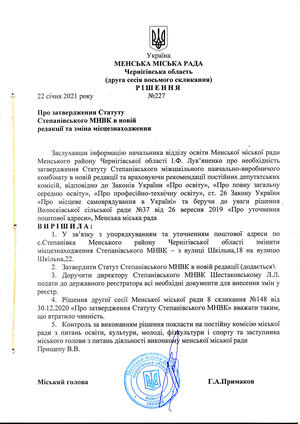 Україна
МЕНСЬКА МІСЬКА РАДА
Чернігівська область
(друга сесія восьмого скликання)
Р І Ш Е Н Н Я
22 січня 2021 року №227
Про затвердження Статуту
Степанівського МНВК в новій
редакції та зміна місцезнаходження
Заслухавши інформацію начальника відділу освіти Менської міської ради
Менського району Чернігівської області І.Ф. Лук’яненко про необхідність
затвердження Статуту Степанівського міжшкільного навчально-виробничого
комбінату в новій редакції та враховуючи рекомендації постійних депутатських
комісій, відповідно до Законів України «Про освіту», «Про повну загальну
середню освіту», «Про професійно-технічну освіту», ст. 26 Закону України
«Про місцеве самоврядування в Україні» та беручи до уваги рішення
Волосківської сільської ради №37 від 26 вересня 2019 «Про уточнення
поштової адреси», Менська міська рада
В И Р І Ш И Л А :
1. У зв’язку з упорядкуванням та уточненням поштової адреси по
с.Степанівка Менського району Чернігівської області змінити
місцезнаходження Степанівського МНВК – з вулиці Шкільна,18 на вулицю
Шкільна,22.
2. Затвердити Статут Степанівського МНВК в новій редакції (додається).
3. Доручити директору Степанівського МНВК Шестаковському Л.Л.
подати до державного реєстратора всі необхідні документи для внесення змін у
реєстр.
4. Рішення другої сесії Менської міської ради 8 скликання №148 від
30.12.2020 «Про затвердження Статуту Степанівського МНВК» вважати таким,
що втратило чинність.
5. Контроль за виконанням рішення покласти на постійну комісію міської
ради з питань освіти, культури, молоді, фізкультури і спорту та заступника
міського голови з питань діяльності виконкому менської міської ради
Прищепу В.В.
Міський голова Г.А.Примаков